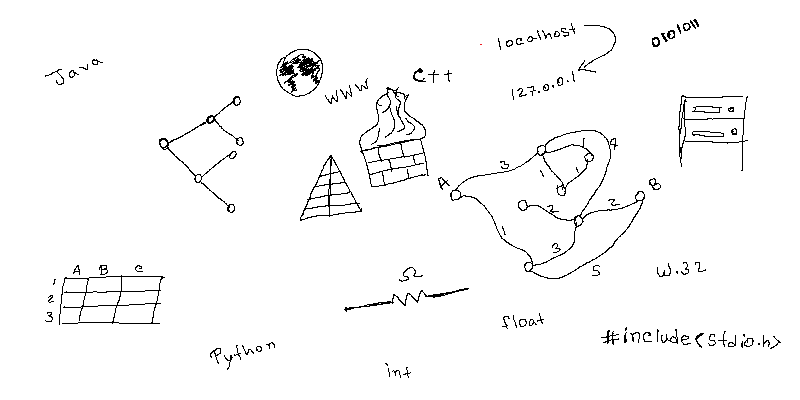 Java
WWW
C++
localhost
127.0.0.1
0101011
A
3
1
1
1
4
2
2
B
1
3
5
A B C
1
2
3
Ω
W.32
Python
int
float
#include<stdio.h>